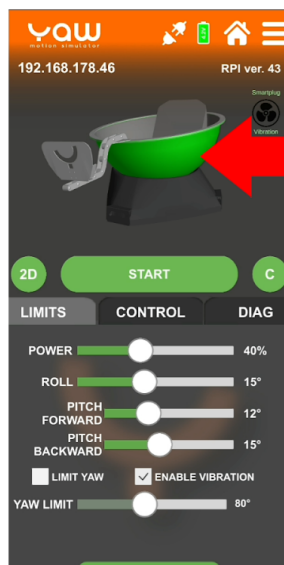 YAW
motion simulator
192.168.178.46
RPI ver. 43
Smartplug
Vibration
2D
START
C
LIMITS
CONTROL
DIAG
POWER
40%
ROLL
15°
PITCH
FORWARD
12°
PITCH
BACKWARD
15°
LIMIT YAW
ENABLE VIBRATION
YAW LIMIT
80°